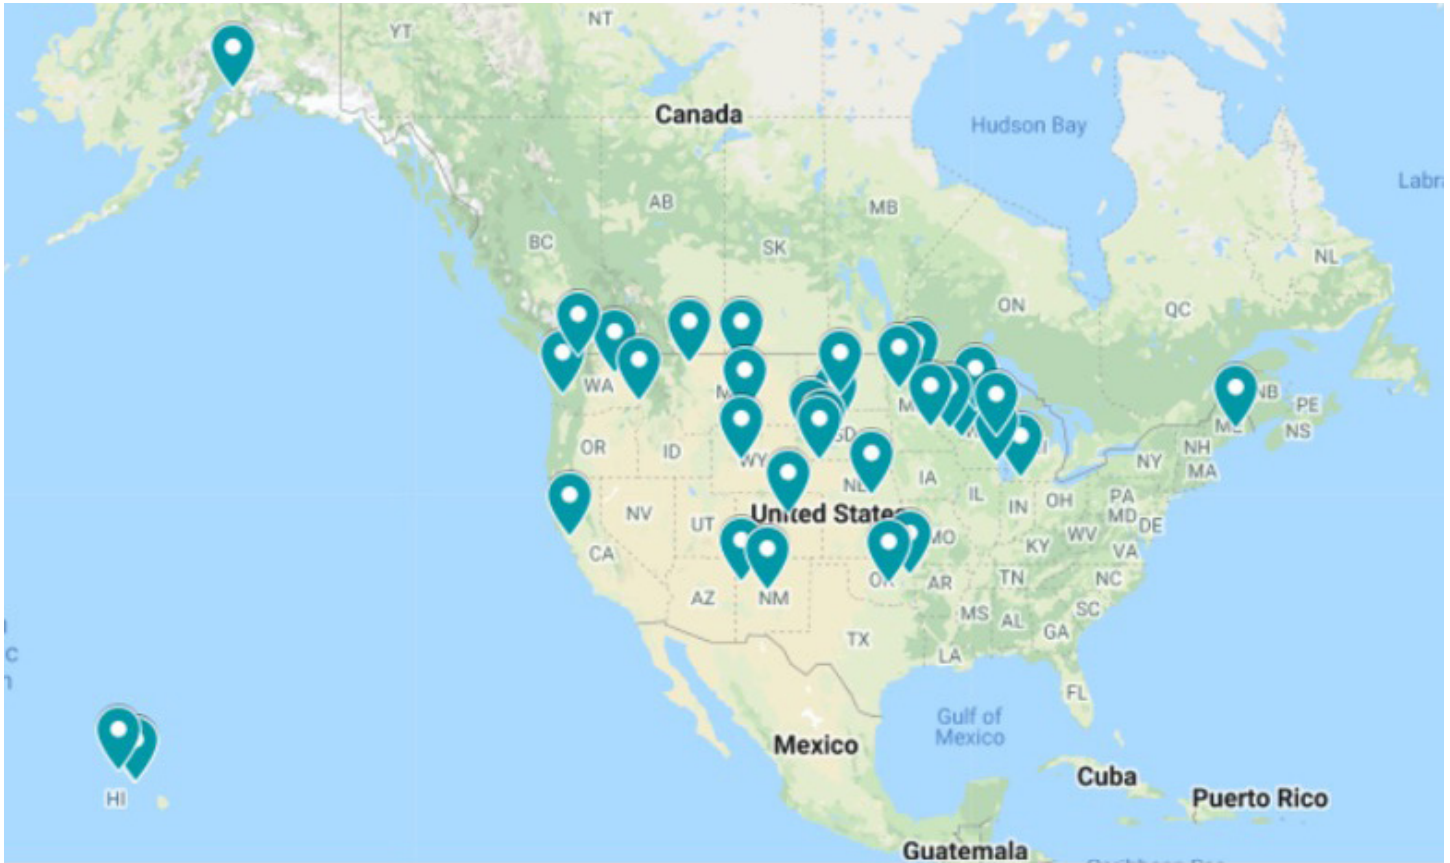 YT
NT
Canada
Hudson Bay
Labr
AB
MB
BC
SK
NL
ON
QC
WA
NB
PE
NS
NH
MA
NY
OR
ID
WY
SD
IA
IL
IN
OH
PA
MD
DE
NV
UT
United State
MO
KY
WV
VA
CA
AZ
NM
AR
TN
NC
MS
AL
SC
GA
TX
LA
FL
Gulf of
Mexico
Mexico
Cuba
HI
Puerto Rico
Guatemala